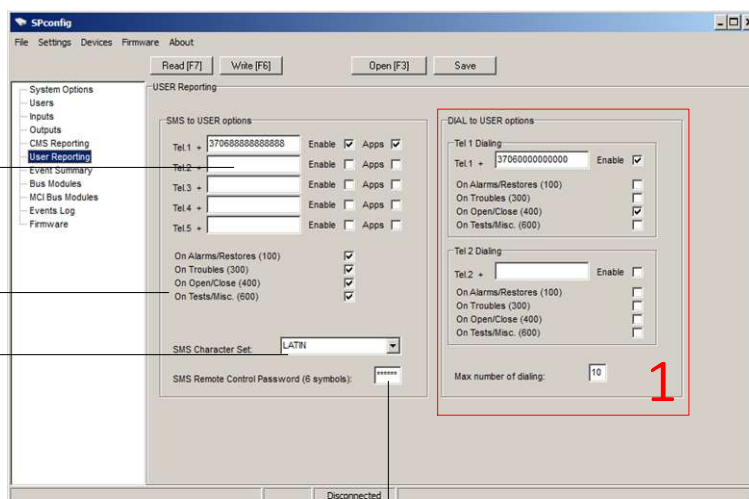 SPconfig
File Settings Devices Firmware About
Read [F7] Write [F6] Open [F3] Save
System Options
Users
Inputs
Outputs
CMS Reporting
User Reporting
Event Summary
Bus Modules
MCI Bus Modules
Events Log
Firmware
USER Reporting
SMS to USER options
Tel.1 + 370688888888888 Enable Apps
Tel.2 + Enable Apps
Tel.3 + Enable Apps
Tel.4 + Enable Apps
Tel.5 + Enable Apps
On Alarms/Restores (100)
On Troubles (300)
On Open/Close (400)
On Tests/Misc. (600)
SMS Character Set: LATIN
SMS Remote Control Password (6 symbols): ******
DIAL to USER options
Tel 1 Dialing
Tel.1 + 37060000000000 Enable
On Alarms/Restores (100)
On Troubles (300)
On Open/Close (400)
On Tests/Misc. (600)
Tel 2 Dialing
Tel.2 + Enable
On Alarms/Restores (100)
On Troubles (300)
On Open/Close (400)
On Tests/Misc. (600)
Max number of dialing: 10
1
Disconnected